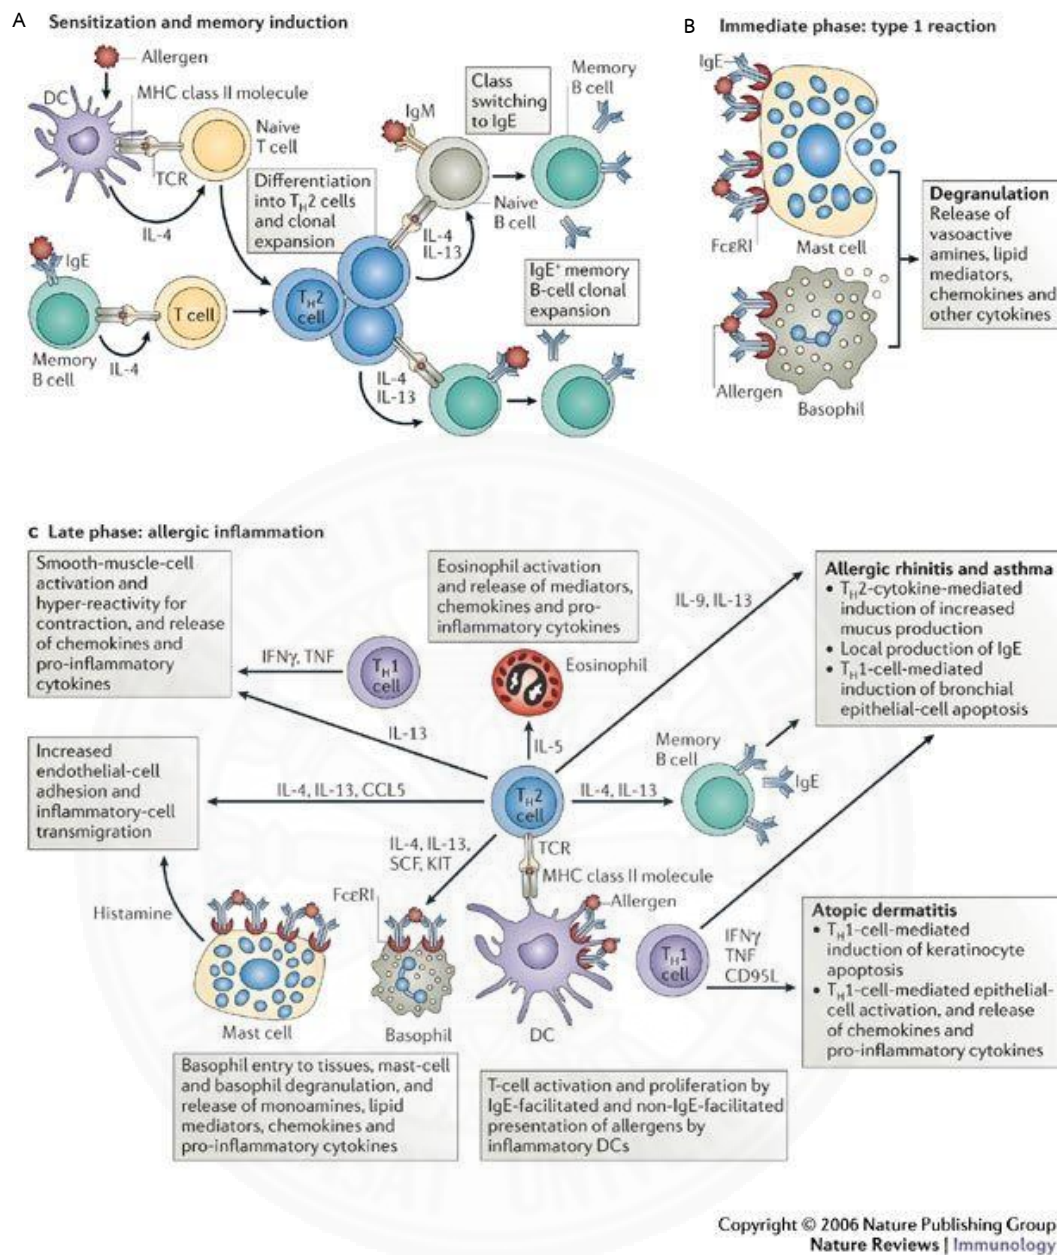 A Sensitization and memory induction
Allergen
DC
MHC class II molecule
Naive
T cell
TCR
IL-4
Differentiation
into TH2 cells
and clonal
expansion
IgM
Class
switching
to IgE
Memory
B cell
Naive
B cell
IL-4
IL-13
IgE
T cell
Memory
B cell
IL-4
TH2
cell
IgE+ memory
B-cell clonal
expansion
IL-4
IL-13
B Immediate phase: type 1 reaction
IgE
FcεRI
Mast cell
Allergen
Basophil
Degranulation
Release of
vasoactive
amines, lipid
mediators,
chemokines and
other cytokines
c Late phase: allergic inflammation
Smooth-muscle-cell
activation and
hyper-reactivity for
contraction, and release
of chemokines and
pro-inflammatory
cytokines
IFNγ, TNF
TH1
cell
Eosinophil activation
and release of mediators,
chemokines and pro-
inflammatory cytokines
Eosinophil
IL-9, IL-13
Allergic rhinitis and asthma
• TH2-cytokine-mediated
induction of increased
mucus production
• Local production of IgE
• TH1-cell-mediated
induction of bronchial
epithelial-cell apoptosis
IL-13
IL-5
Increased
endothelial-cell
adhesion and
inflammatory-cell
transmigration
IL-4, IL-13, CCL5
TH2
cell
IL-4, IL-13
Memory
B cell
IgE
IL-4, IL-13,
SCF, KIT
TCR
MHC class II molecule
Histamine
FcεRI
Allergen
Mast cell
Basophil
DC
TH1
cell
IFNγ
TNF
CD95L
Atopic dermatitis
• TH1-cell-mediated
induction of keratinocyte
apoptosis
• TH1-cell-mediated epithelial-
cell activation, and release
of chemokines and
pro-inflammatory cytokines
Basophil entry to tissues, mast-cell
and basophil degranulation, and
release of monoamines, lipid
mediators, chemokines and
pro-inflammatory cytokines
T-cell activation and proliferation by
IgE-facilitated and non-IgE-facilitated
presentation of allergens by
inflammatory DCs
Copyright © 2006 Nature Publishing Group
Nature Reviews | Immunology